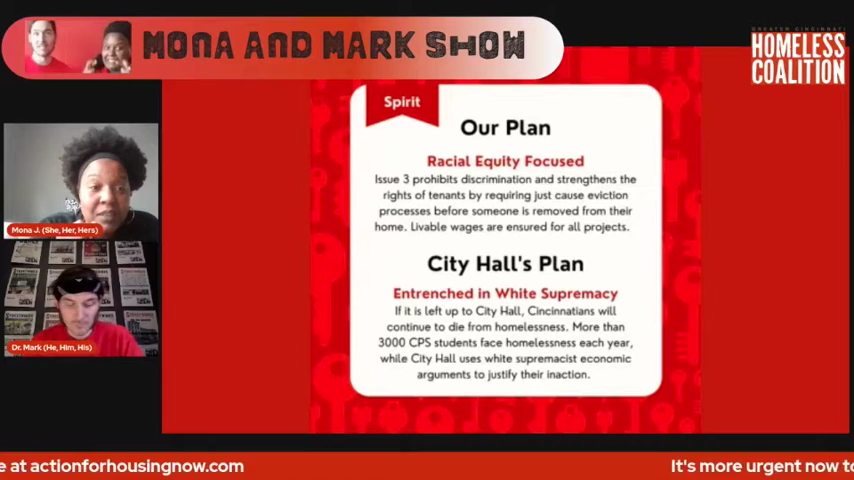 MONA AND MARK SHOW
GREATER CINCINNATI
HOMELESS
COALITION
Spirit
Our Plan
Racial Equity Focused
Issue 3 prohibits discrimination and strengthens the
rights of tenants by requiring just cause eviction
processes before someone is removed from their
home. Livable wages are ensured for all projects.
City Hall's Plan
Entrenched in White Supremacy
If it is left up to City Hall, Cincinnatians will
continue to die from homelessness. More than
3000 CPS students face homelessness each year,
while City Hall uses white supremacist economic
arguments to justify their inaction.
Mona J. (She, Her, Hers)
Dr. Mark (He, Him, His)
e at actionforhousingnow.com
It's more urgent now to